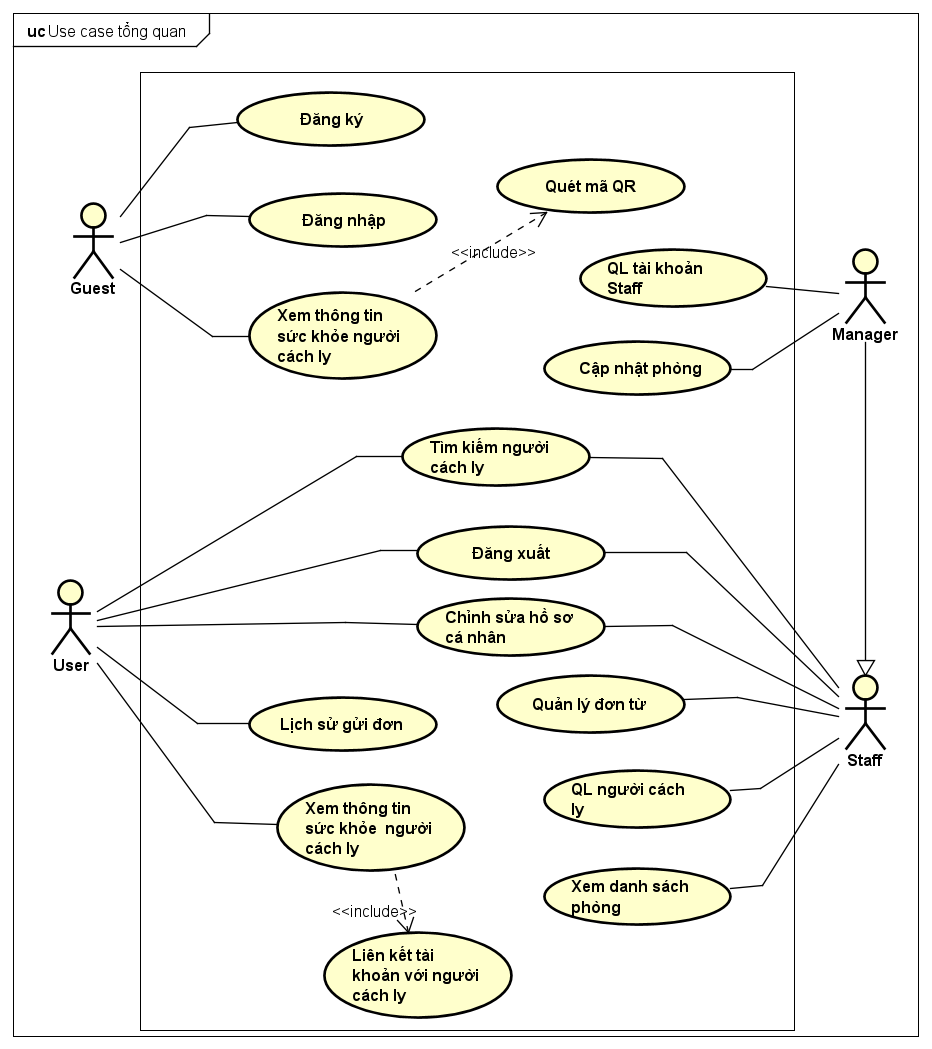 uc Use case tổng quan
Đăng ký
Quét mã QR
Đăng nhập
<<include>>
QL tài khoản
Staff
Guest
Xem thông tin
sức khỏe người
cách ly
Manager
Cập nhật phòng
Tìm kiếm người
cách ly
Đăng xuất
Chỉnh sửa hồ sơ
cá nhân
User
Quản lý đơn từ
Lịch sử gửi đơn
Staff
QL người cách
ly
Xem thông tin
sức khỏe người
cách ly
Xem danh sách
phòng
<<include>>
Liên kết tài
khoản với người
cách ly